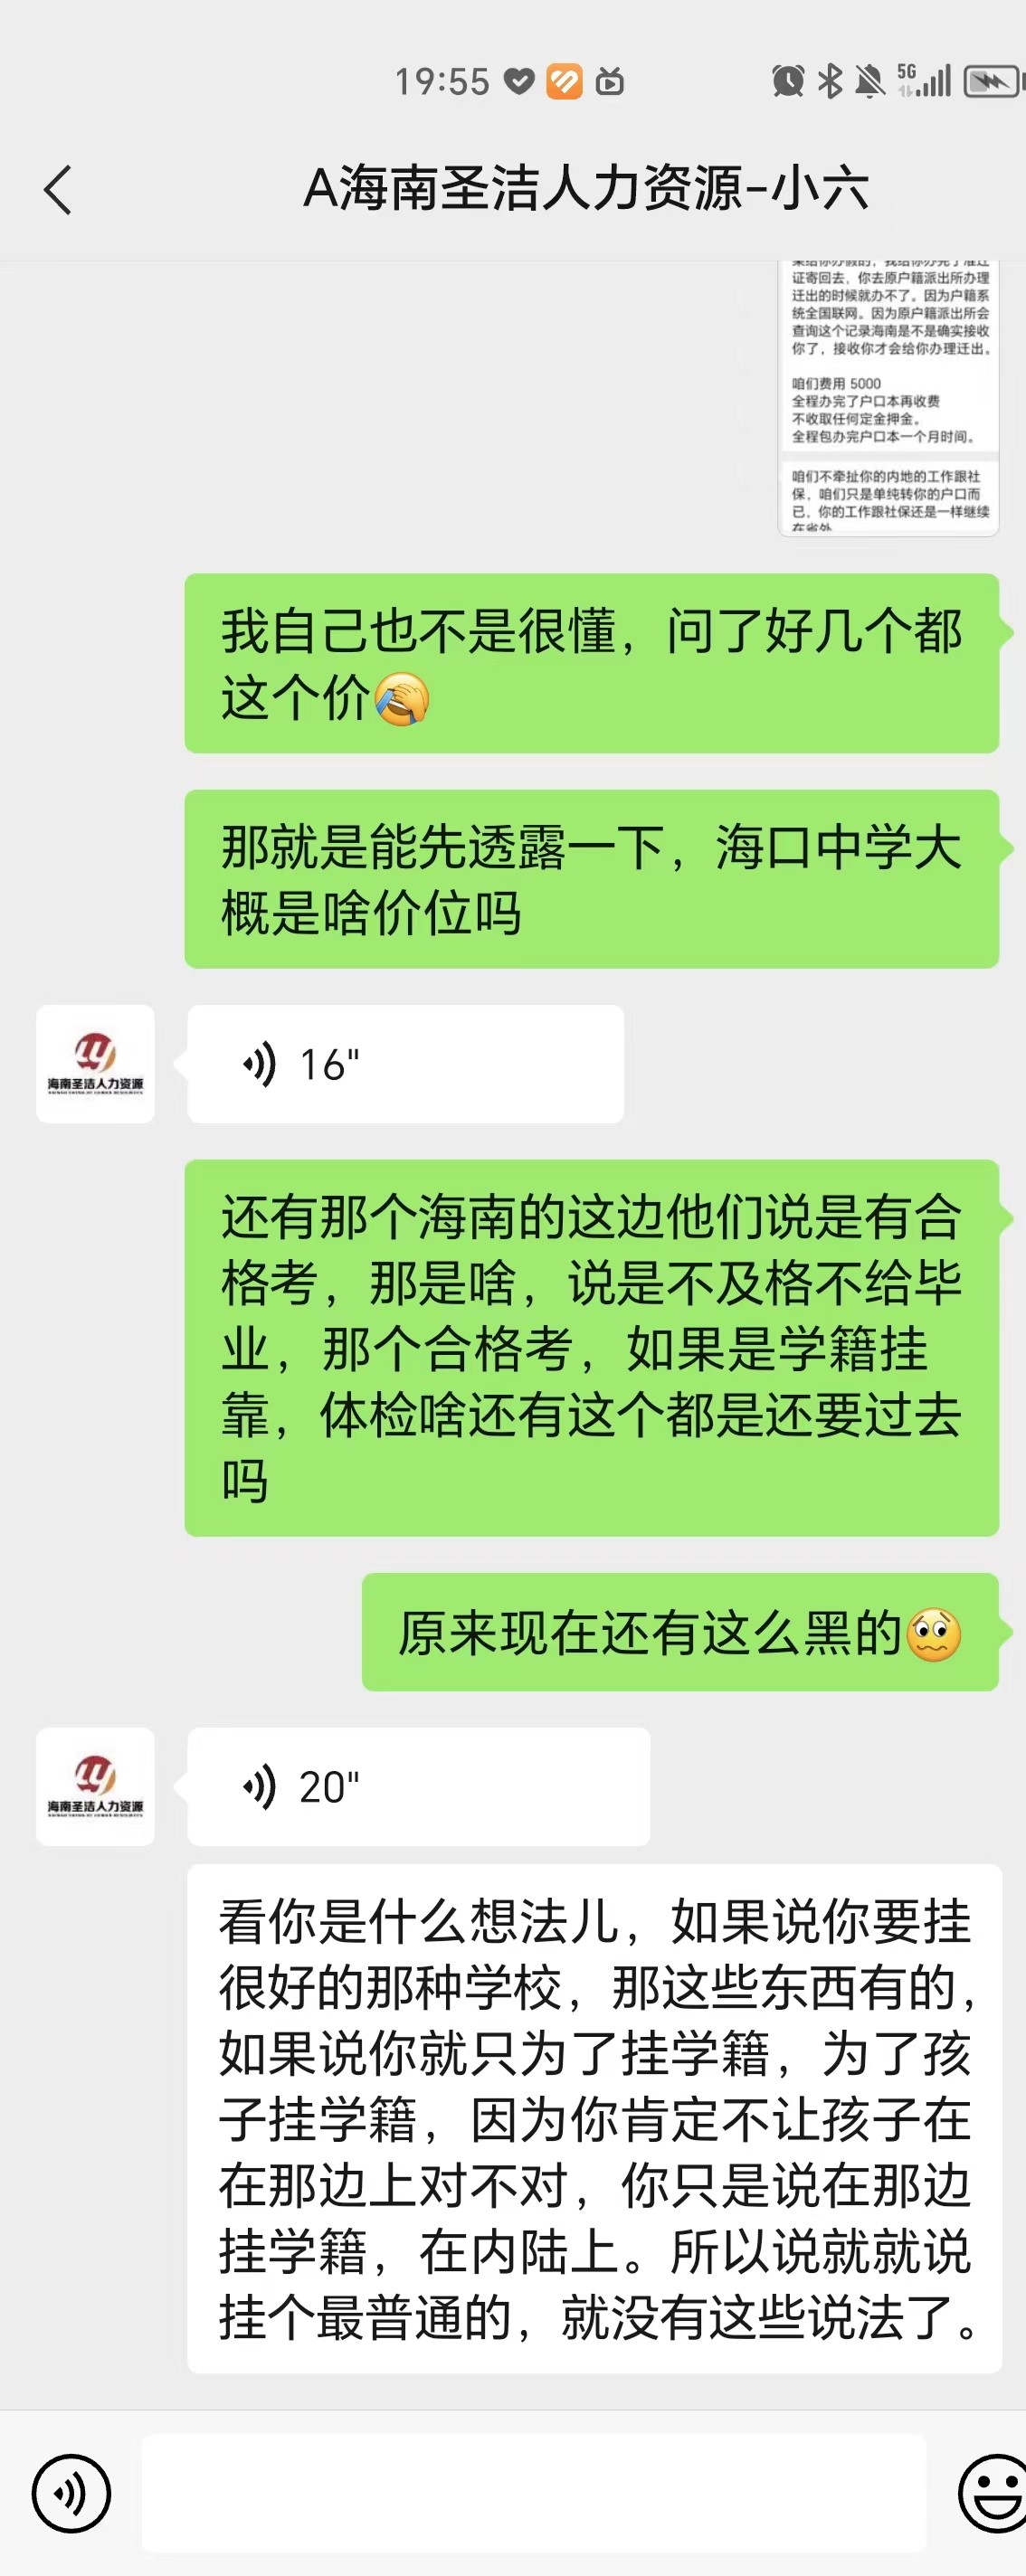 19:55
5G
A海南圣洁人力资源-小六
果给你办假的，我给你办完了准迁
证寄回去，你去原户籍派出所办理
迁出的时候就办不了。因为户籍系
统全国联网。因为原户籍派出所会
查询这个记录海南是不是确实接收
你了，接收你才会给你办理迁出。
咱们费用 5000
全程办完了户口本再收费
不收取任何定金押金。
全程包办完户口本一个月时间。
咱们不牵扯你的内地的工作跟社
保，咱们只是单纯转你的户口而
已，你的工作跟社保还是一样继续
在省外
我自己也不是很懂，问了好几个都
这个价🤦
那就是能先透露一下，海口中学大
概是啥价位吗
海南圣洁人力资源
16"
还有那个海南的这边他们说是有合
格考，那是啥，说是不及格不给毕
业，那个合格考，如果是学籍挂
靠，体检啥还有这个都是还要过去
吗
原来现在还有这么黑的🥴
海南圣洁人力资源
20"
看你是什么想法儿，如果说你要挂
很好的那种学校，那这些东西有的，
如果说你就只为了挂学籍，为了孩
子挂学籍，因为你肯定不让孩子在
在那边上对不对，你只是说在那边
挂学籍，在内陆上。所以说就就说
挂个最普通的，就没有这些说法了。